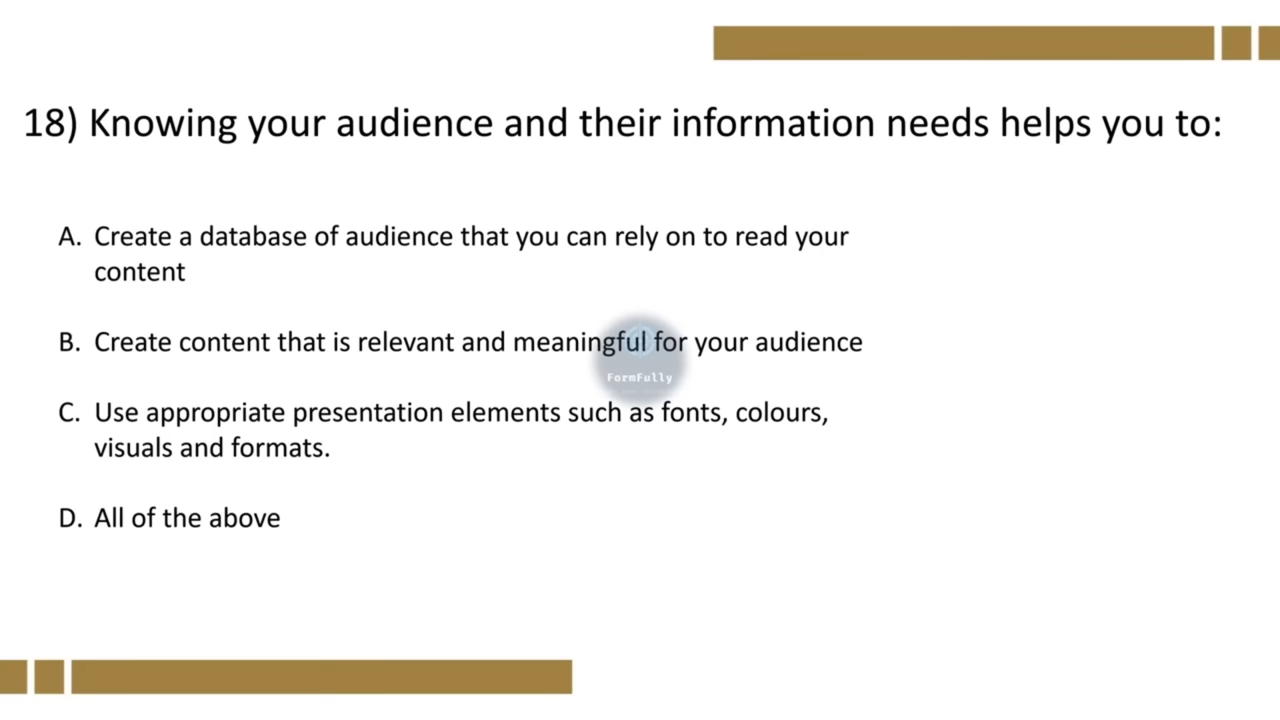 18) Knowing your audience and their information needs helps you to:
A. Create a database of audience that you can rely on to read your
content
B. Create content that is relevant and meaningful for your audience
FormFully
C. Use appropriate presentation elements such as fonts, colours,
visuals and formats.
D. All of the above